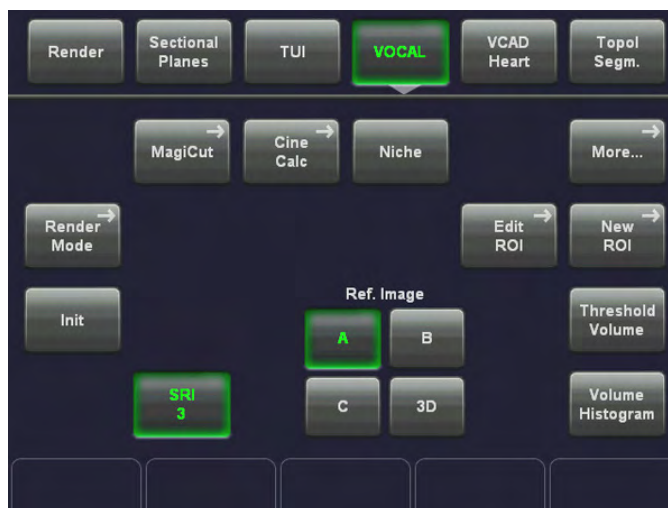 Render
Sectional
Planes
TUI
VOCAL
VCAD
Heart
Topol
Segm.
MagiCut
Cine
Calc
Niche
More...
Render
Mode
Edit
ROI
New
ROI
Init
Ref. Image
A
B
Threshold
Volume
SRI
3
C
3D
Volume
Histogram